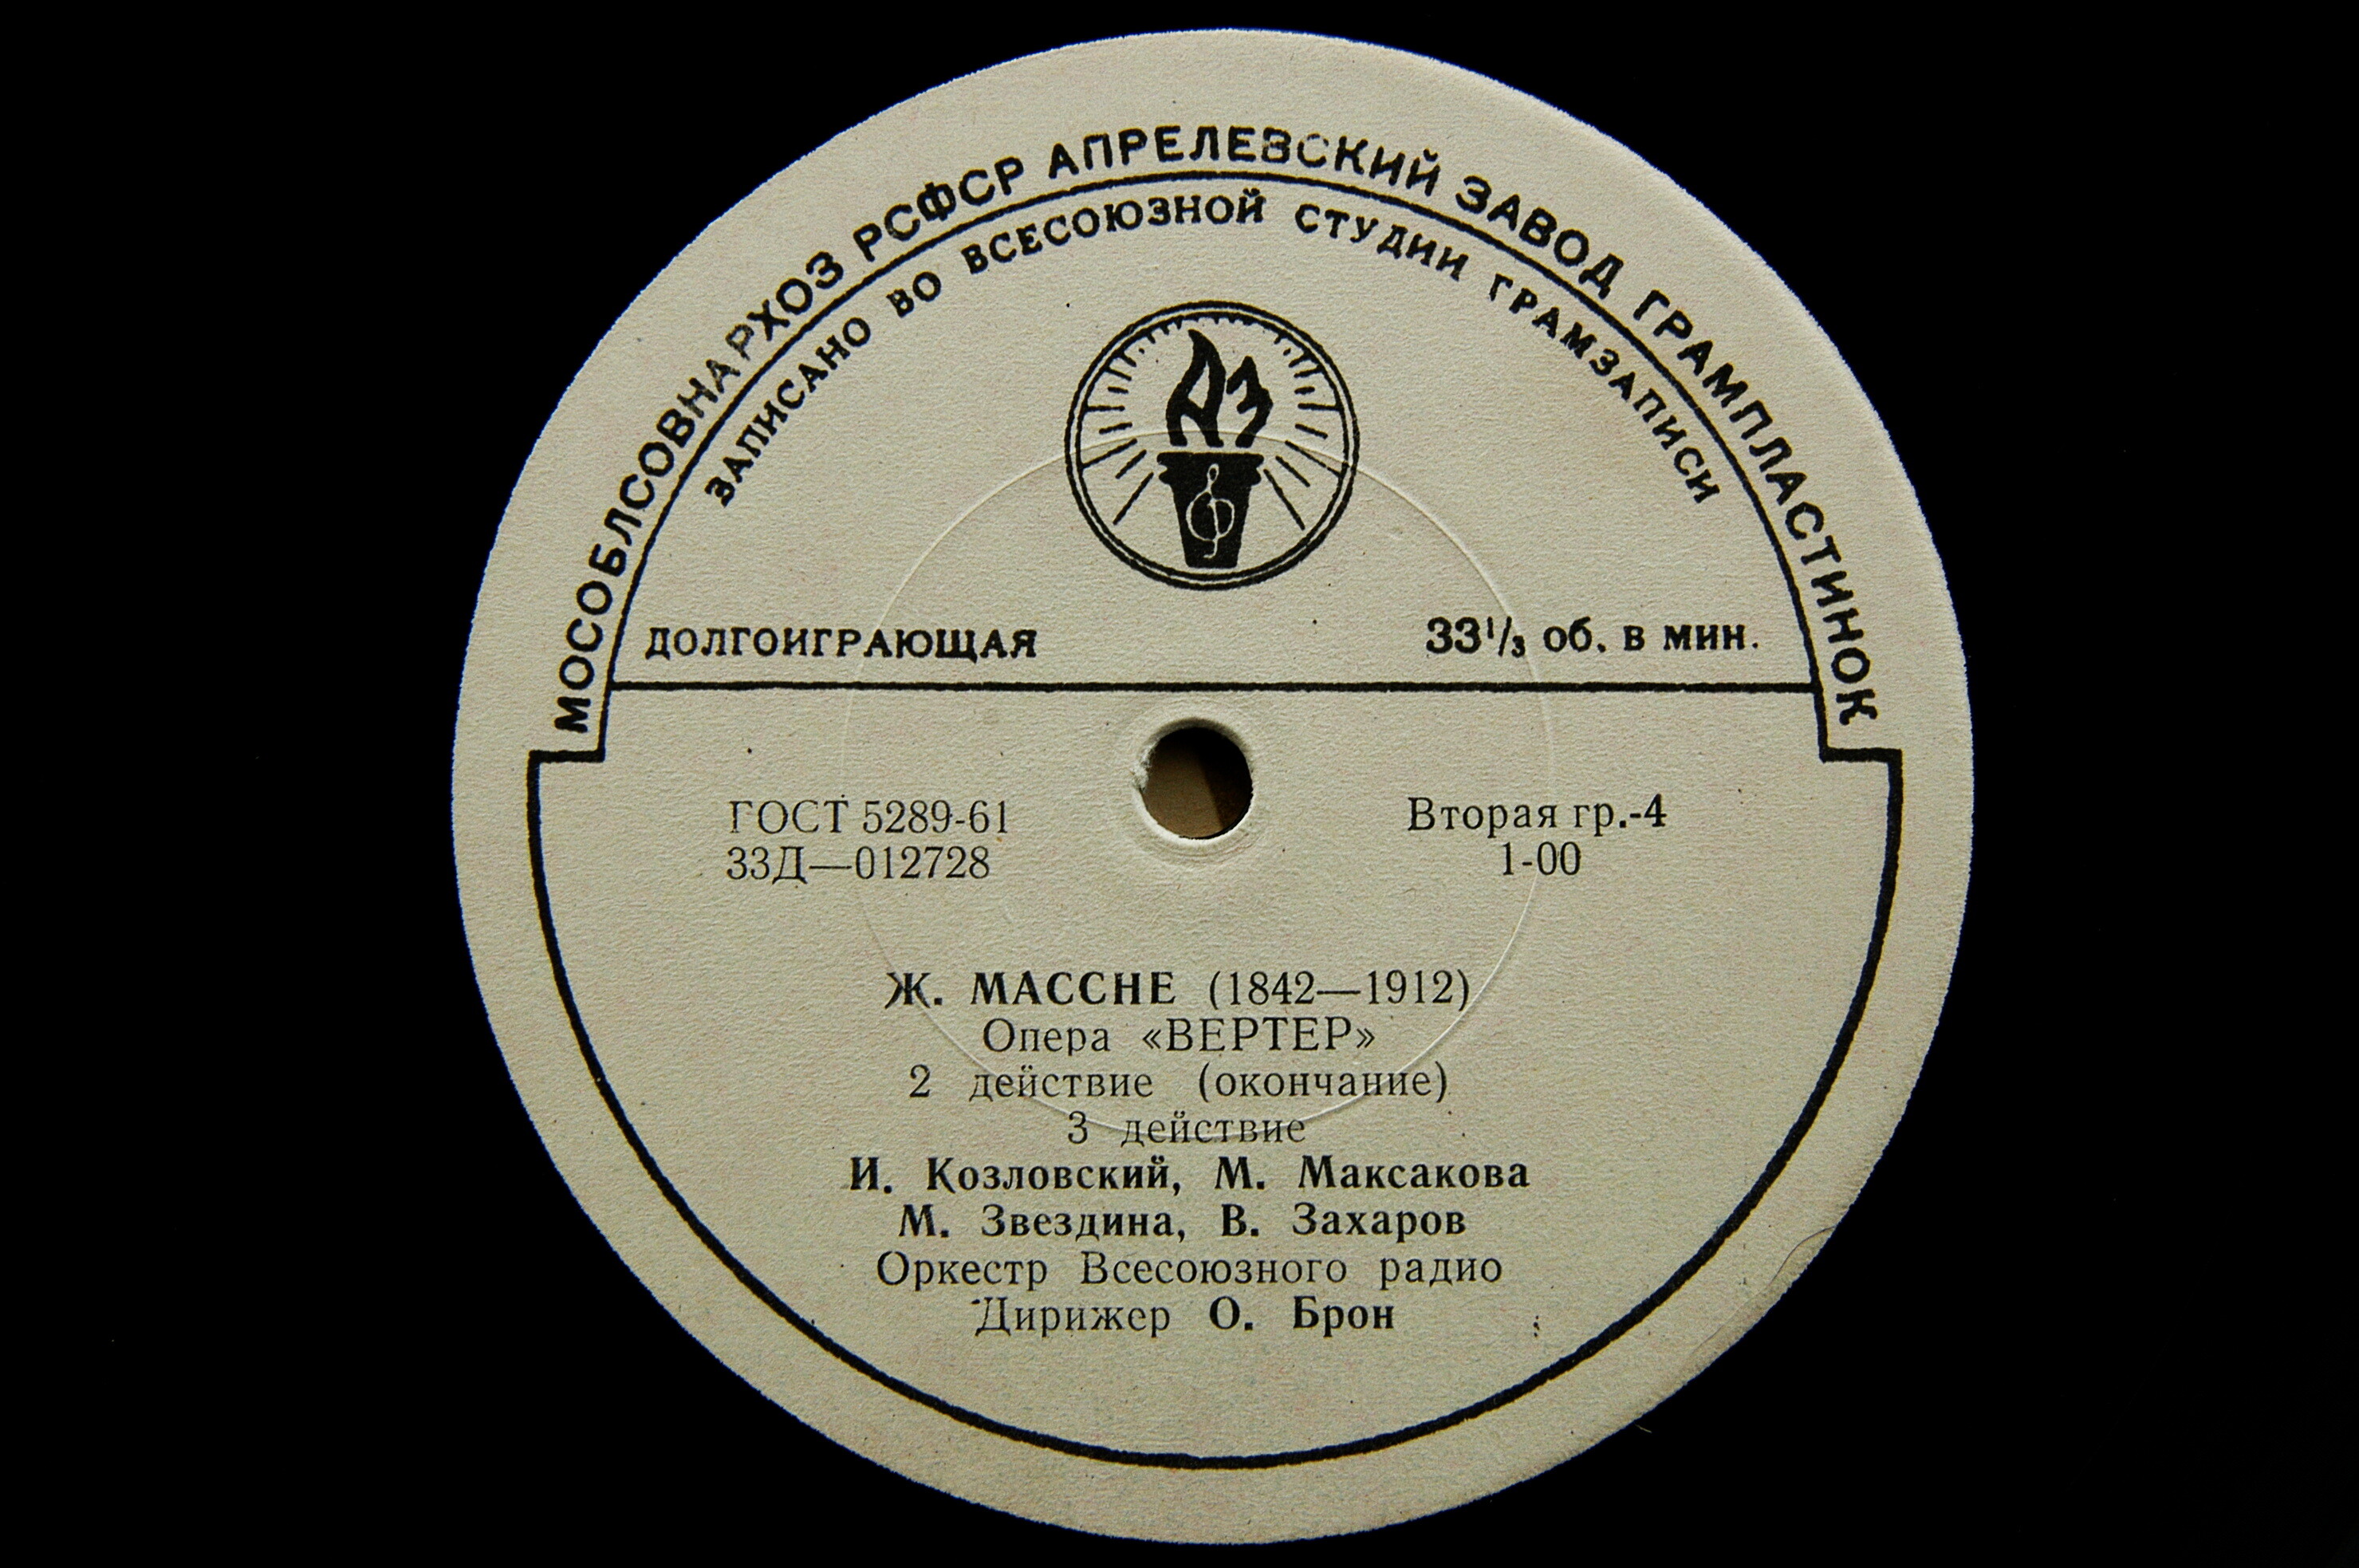 МОСОБЛСОВНАРХОЗ РСФСР АПРЕЛЕВСКИЙ ЗАВОД ГРАМПЛАСТИНОК
ЗАПИСАНО ВО ВСЕСОЮЗНОЙ СТУДИИ ГРАМЗАПИСИ
ДОЛГОИГРАЮЩАЯ 33¹/₃ об. в мин.
ГОСТ 5289-61 Вторая гр.-4
33Д—012728 1-00
Ж. МАССНЕ (1842—1912)
Опера «ВЕРТЕР»
2 действие (окончание)
3 действие
И. Козловский, М. Максакова
М. Звездина, В. Захаров
Оркестр Всесоюзного радио
Дирижер О. Брон